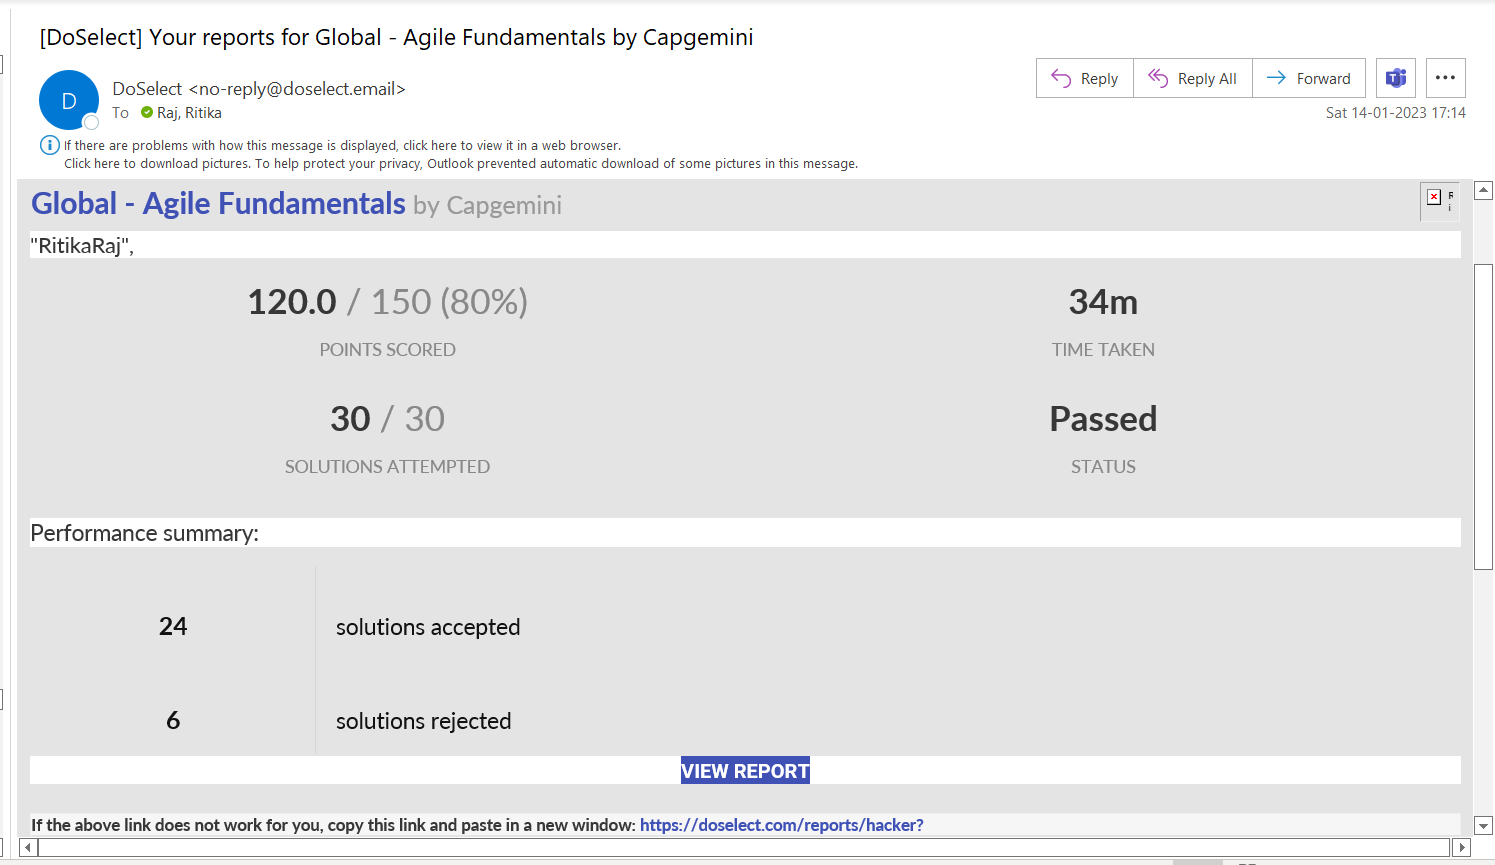 [DoSelect] Your reports for Global - Agile Fundamentals by Capgemini
Reply
Reply All
Forward
D
DoSelect <no-reply@doselect.email>
To Raj, Ritika
Sat 14-01-2023 17:14
If there are problems with how this message is displayed, click here to view it in a web browser.
Click here to download pictures. To help protect your privacy, Outlook prevented automatic download of some pictures in this message.
Global - Agile Fundamentals by Capgemini
R
i
"RitikaRaj",
120.0 / 150 (80%)
34m
POINTS SCORED
TIME TAKEN
30 / 30
Passed
SOLUTIONS ATTEMPTED
STATUS
Performance summary:
24 solutions accepted
6 solutions rejected
VIEW REPORT
If the above link does not work for you, copy this link and paste in a new window: https://doselect.com/reports/hacker?